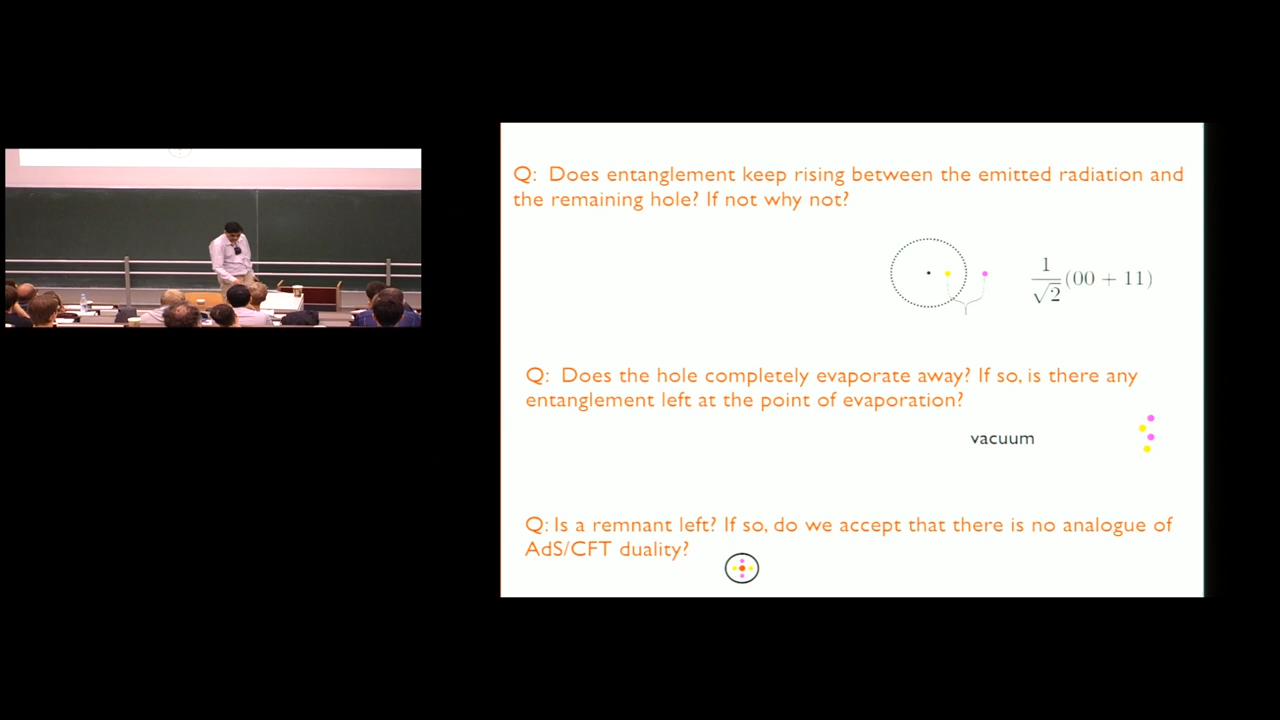 Q: Does entanglement keep rising between the emitted radiation and
the remaining hole? If not why not?
1/√2 (00 + 11)
Q: Does the hole completely evaporate away? If so, is there any
entanglement left at the point of evaporation?
vacuum
Q: Is a remnant left? If so, do we accept that there is no analogue of
AdS/CFT duality?